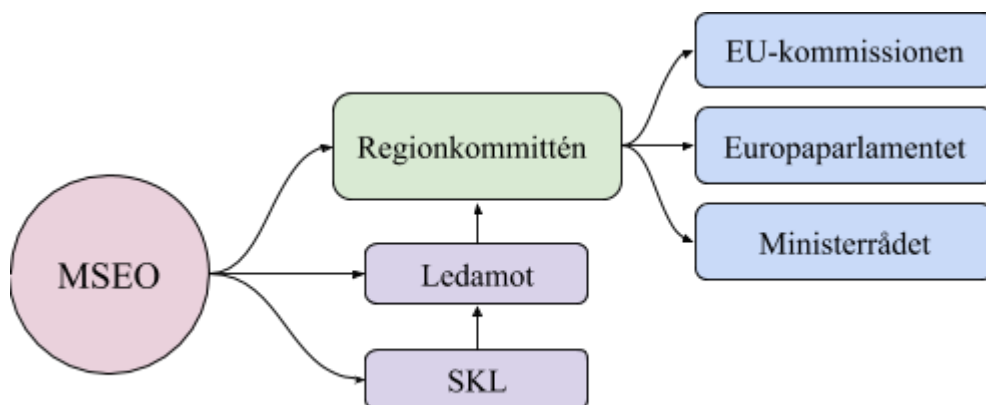 EU-kommissionen
Regionkommittén
Europaparlamentet
MSEO
Ledamot
Ministerrådet
SKL